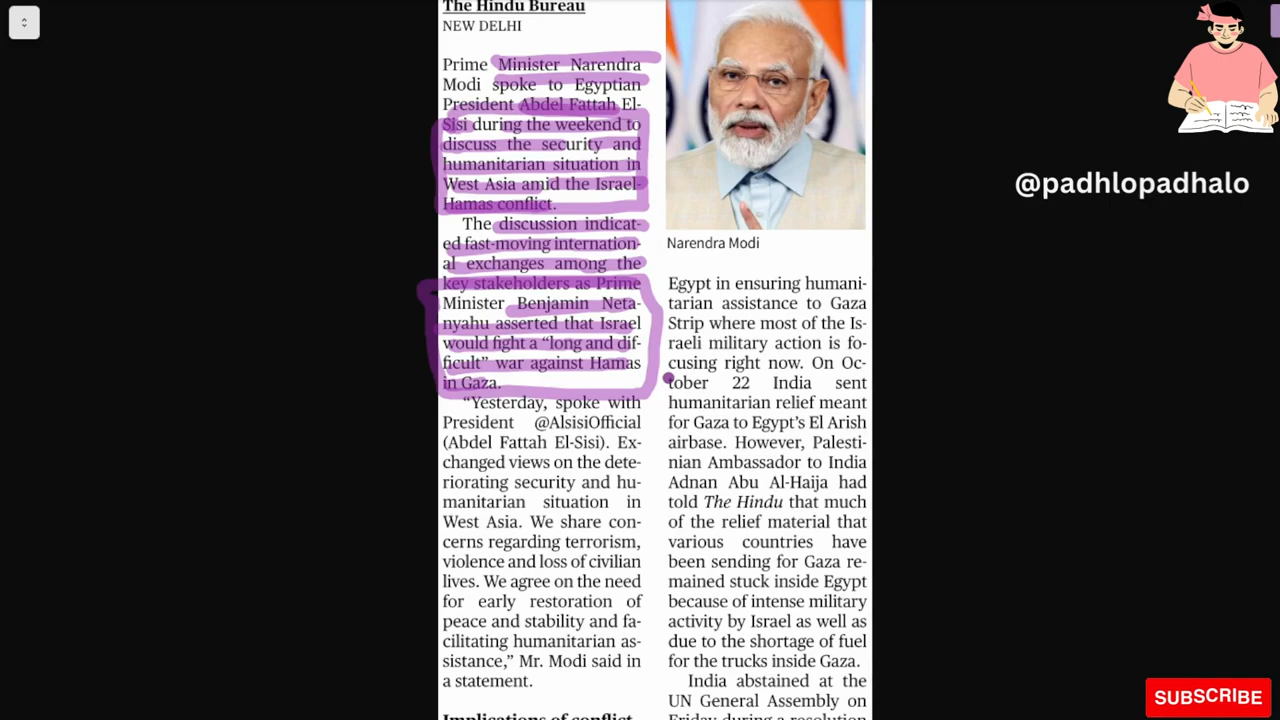 The Hindu Bureau
NEW DELHI
Prime Minister Narendra
Modi spoke to Egyptian
President Abdel Fattah El-
Sisi during the weekend to
discuss the security and
humanitarian situation in
West Asia amid the Israel-
Hamas conflict.
The discussion indicat-
ed fast-moving internation-
al exchanges among the
key stakeholders as Prime
Minister Benjamin Neta-
nyahu asserted that Israel
would fight a “long and dif-
ficult” war against Hamas
in Gaza.
“Yesterday, spoke with
President @AlsisiOfficial
(Abdel Fattah El-Sisi). Ex-
changed views on the dete-
riorating security and hu-
manitarian situation in
West Asia. We share con-
cerns regarding terrorism,
violence and loss of civilian
lives. We agree on the need
for early restoration of
peace and stability and fa-
cilitating humanitarian as-
sistance,” Mr. Modi said in
a statement.
Implications of conflict
Narendra Modi
Egypt in ensuring humani-
tarian assistance to Gaza
Strip where most of the Is-
raeli military action is fo-
cusing right now. On Oc-
tober 22 India sent
humanitarian relief meant
for Gaza to Egypt’s El Arish
airbase. However, Palesti-
nian Ambassador to India
Adnan Abu Al-Haija had
told The Hindu that much
of the relief material that
various countries have
been sending for Gaza re-
mained stuck inside Egypt
because of intense military
activity by Israel as well as
due to the shortage of fuel
for the trucks inside Gaza.
India abstained at the
UN General Assembly on
Friday during a resolution
@padhlopadhalo
SUBSCRIBE